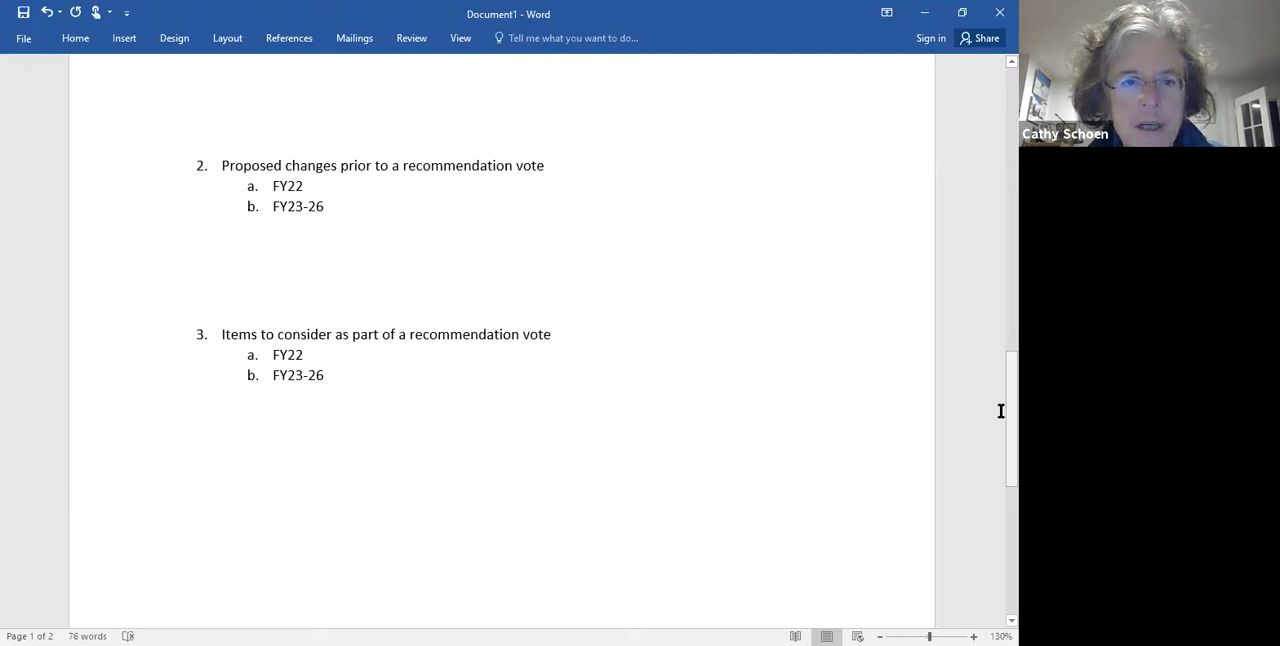 Document1 - Word
File Home Insert Design Layout References Mailings Review View Tell me what you want to do... Sign in Share
Cathy Schoen
2. Proposed changes prior to a recommendation vote
a. FY22
b. FY23-26
3. Items to consider as part of a recommendation vote
a. FY22
b. FY23-26
Page 1 of 2 76 words 130%